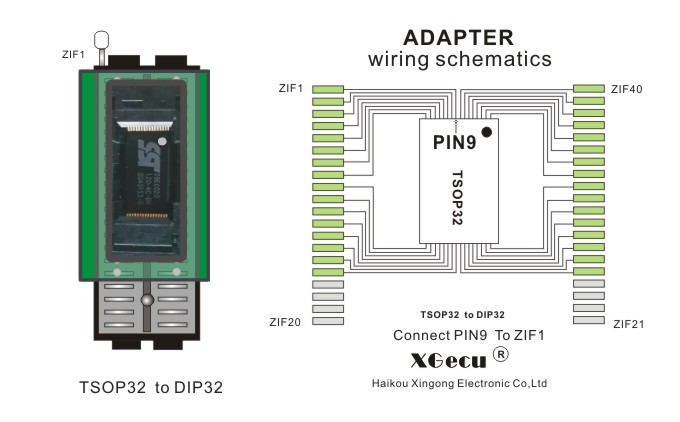 ZIF1
TSOP32 to DIP32
ADAPTER
wiring schematics
ZIF1
ZIF40
PIN9
TSOP32
ZIF20
ZIF21
TSOP32 to DIP32
Connect PIN9 To ZIF1
XGecu ®
Haikou Xingong Electronic Co,Ltd